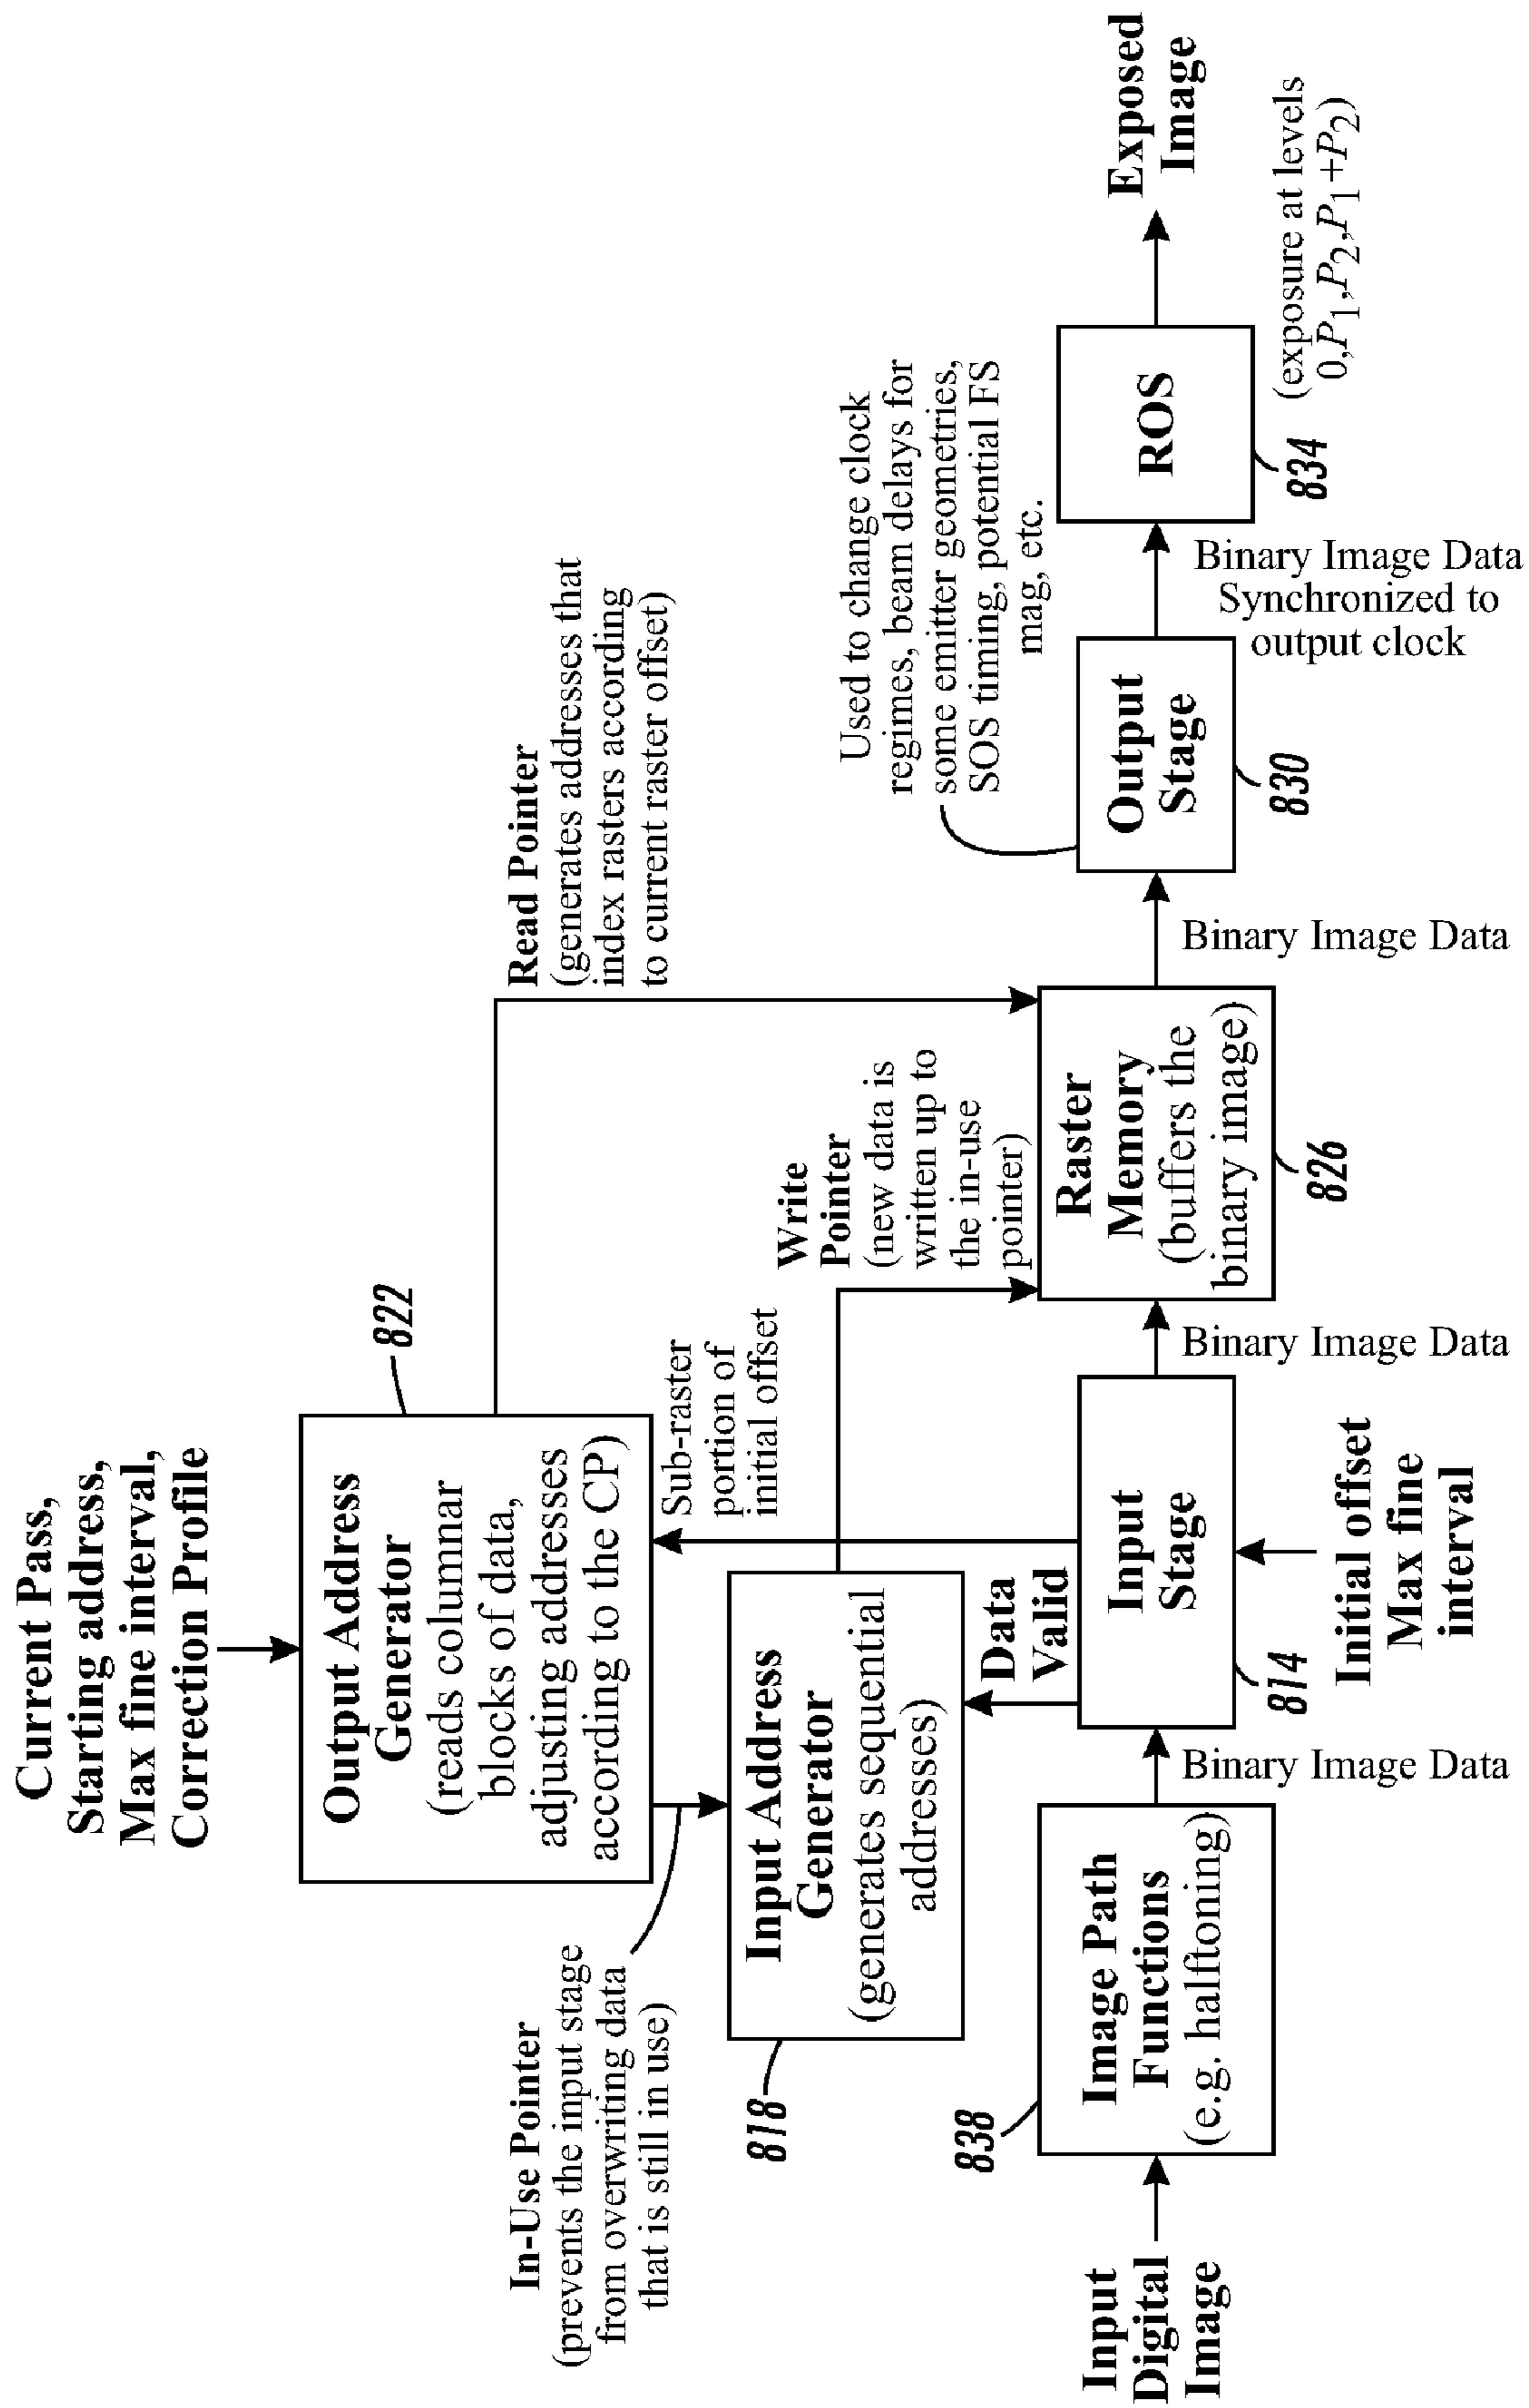 Current Pass,
Starting address,
Max fine interval,
Correction Profile
822
Output Address
Generator
(reads columnar
blocks of data,
adjusting addresses
according to the CP)
In-Use Pointer
(prevents the input stage
from overwriting data
that is still in use)
Read Pointer
(generates addresses that
index rasters according
to current raster offset)
Sub-raster
portion of
initial offset
818
Input Address
Generator
(generates sequential
addresses)
Data
Valid
Write
Pointer
(new data is
written up to
the in-use
pointer)
Used to change clock
regimes, beam delays for
some emitter geometries,
SOS timing, potential FS
mag, etc.
Input
Digital
Image
838
Image Path
Functions
(e.g. halftoning)
Binary Image Data
Input
Stage
814
Initial offset
Max fine
interval
Binary Image Data
Raster
Memory
(buffers the
binary image)
826
Binary Image Data
Output
Stage
830
Binary Image Data
Synchronized to
output clock
ROS
834
Exposed
Image
(exposure at levels
0,P1,P2,P1+P2)